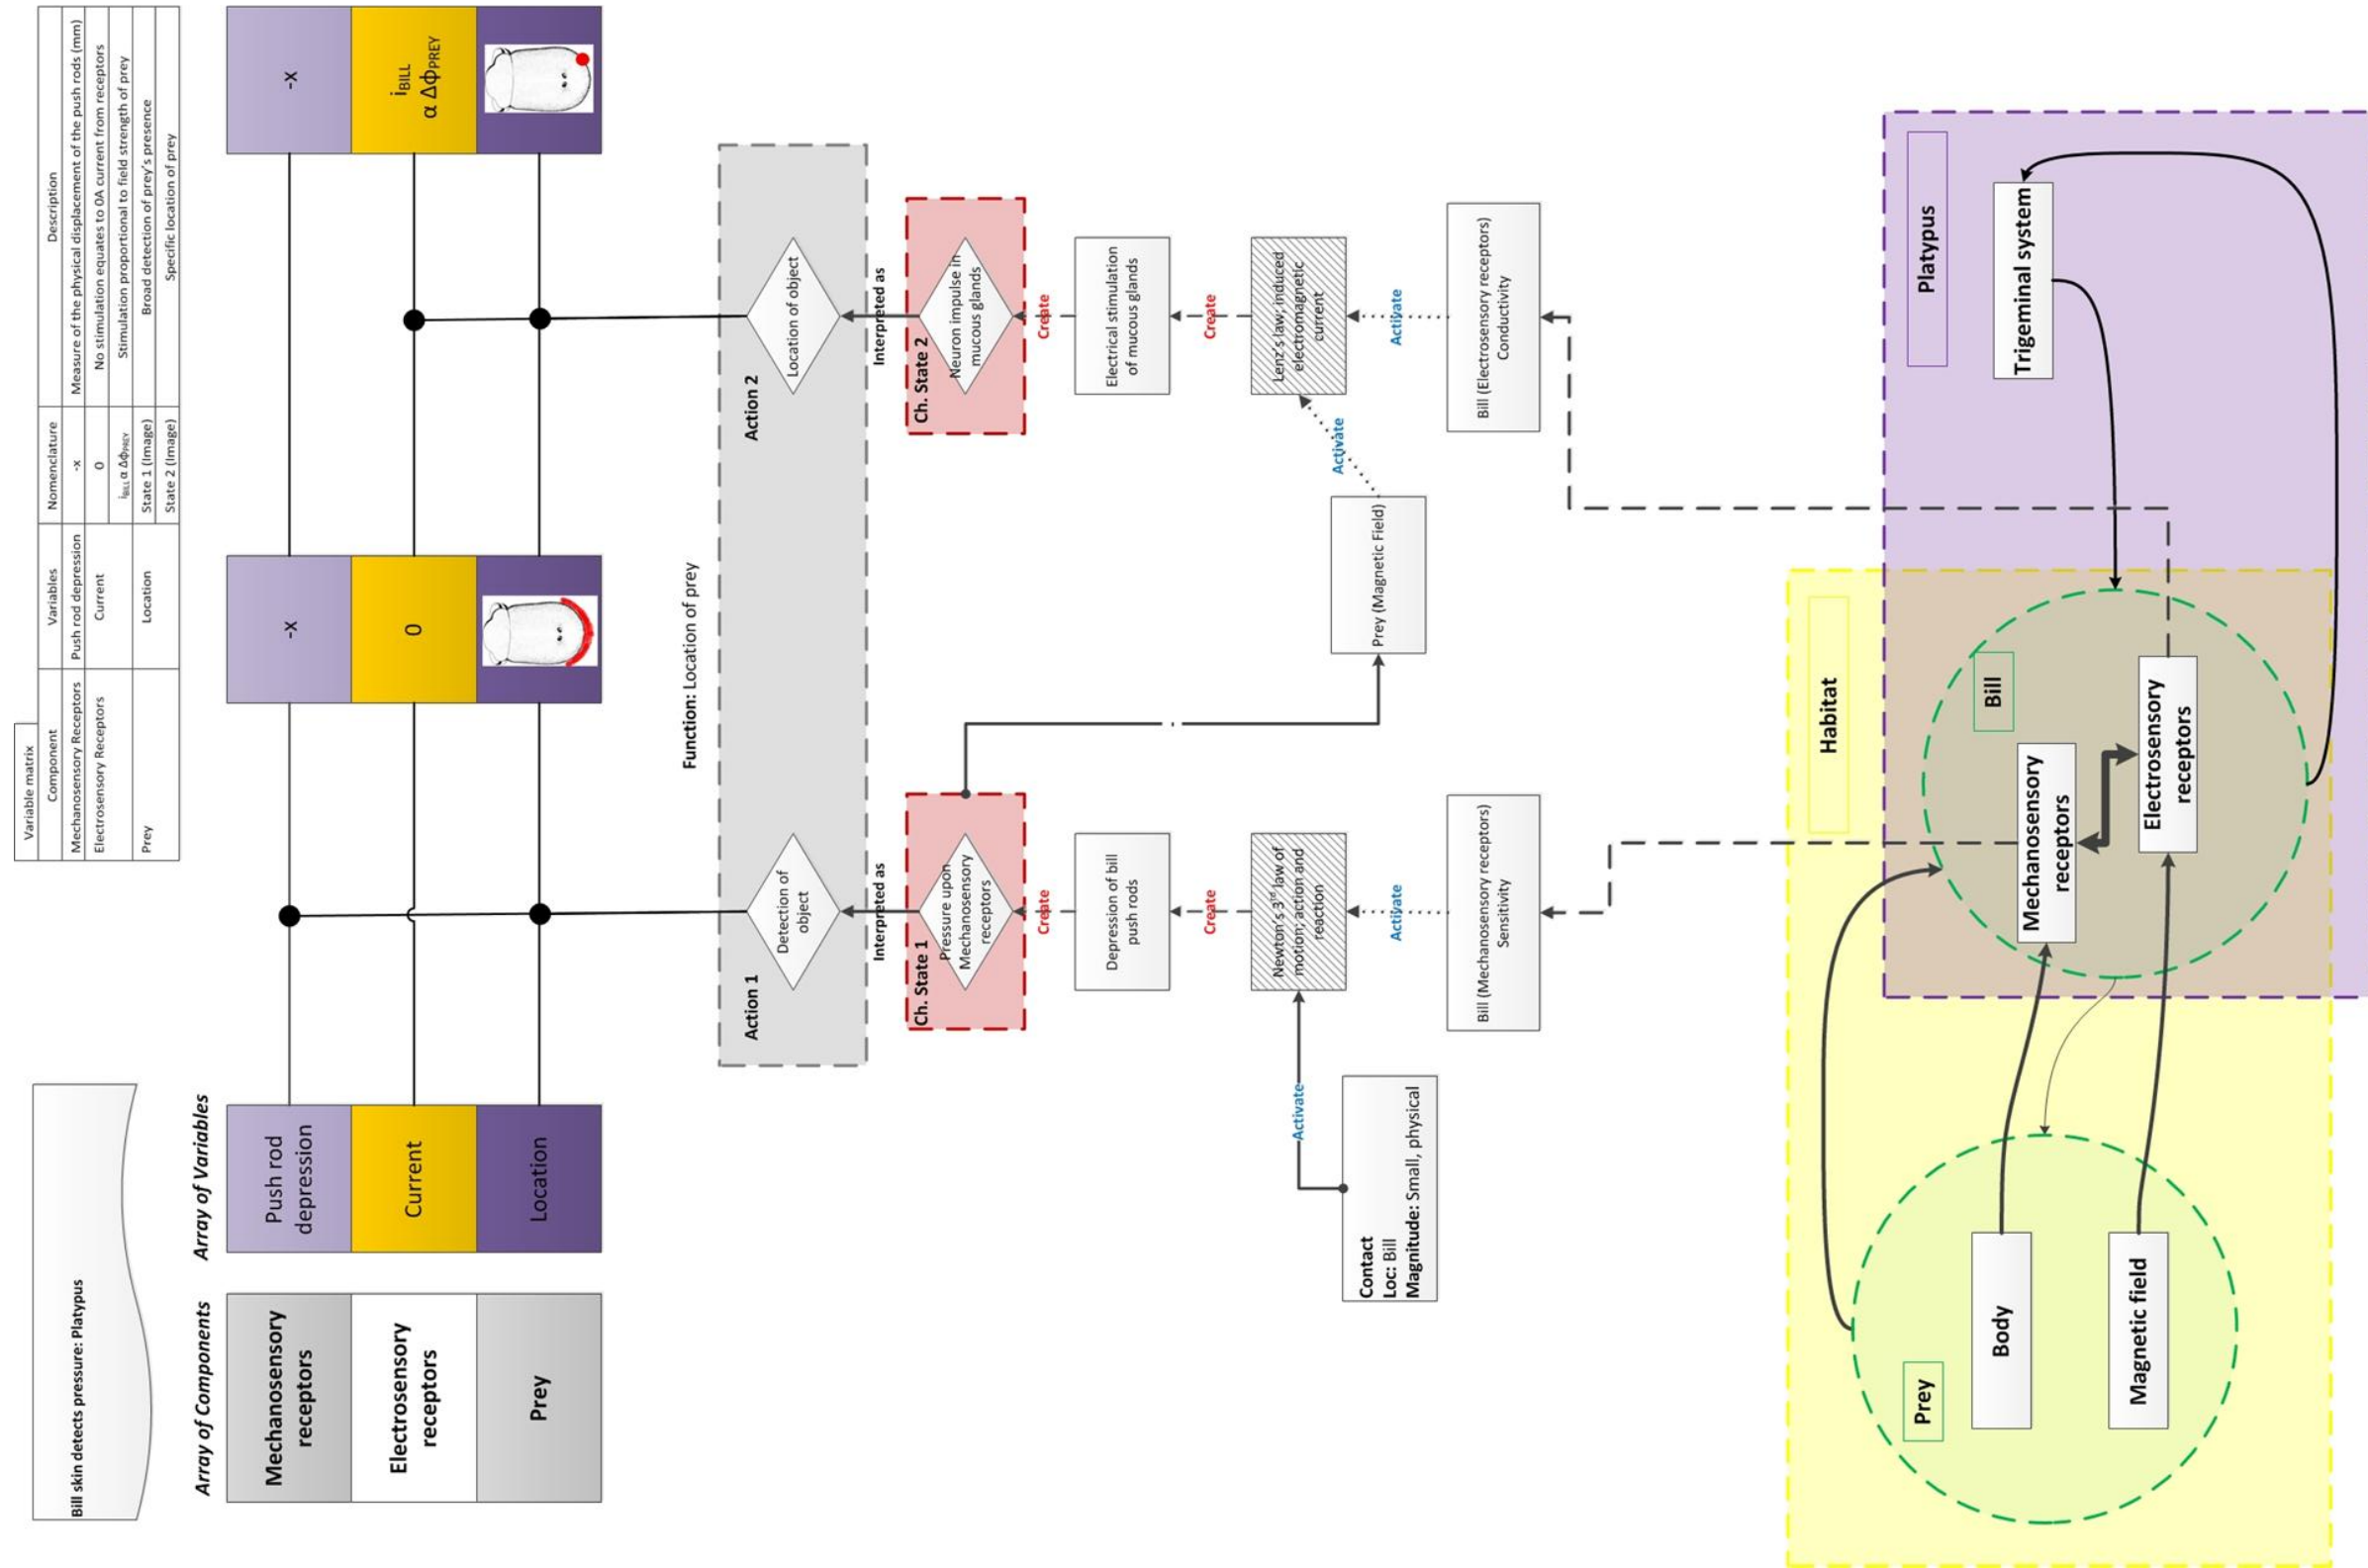 Bill skin detects pressure: Platypus
Variable matrix
Component Variables Nomenclature Description
Mechanosensory Receptors Push rod depression -x Measure of the physical displacement of the push rods (mm)
Electrosensory Receptors Current 0 No stimulation equates to 0A current from receptors
iBILL α ΔφPREY Stimulation proportional to field strength of prey
Prey Location State 1 (Image) Broad detection of prey's presence
State 2 (Image) Specific location of prey
Array of Components
Array of Variables
Mechanosensory
receptors
Push rod
depression
-x
-x
Electrosensory
receptors
Current
0
iBILL
α ΔφPREY
Prey
Location
Function: Location of prey
Action 1
Detection of
object
Action 2
Location of object
Interpreted as
Interpreted as
Ch. State 1
Pressure upon
Mechanosensory
receptors
Ch. State 2
Neuron impulse in
mucous glands
Create
Create
Depression of bill
push rods
Electrical stimulation
of mucous glands
Create
Create
Newton's 3rd law of
motion; action and
reaction
Lenz's law; induced
electromagnetic
current
Activate
Activate
Activate
Activate
Contact
Loc: Bill
Magnitude: Small, physical
Prey (Magnetic Field)
Bill (Mechanosensory receptors)
Sensitivity
Bill (Electrosensory receptors)
Conductivity
Habitat
Platypus
Prey
Body
Magnetic field
Bill
Mechanosensory
receptors
Electrosensory
receptors
Trigeminal system